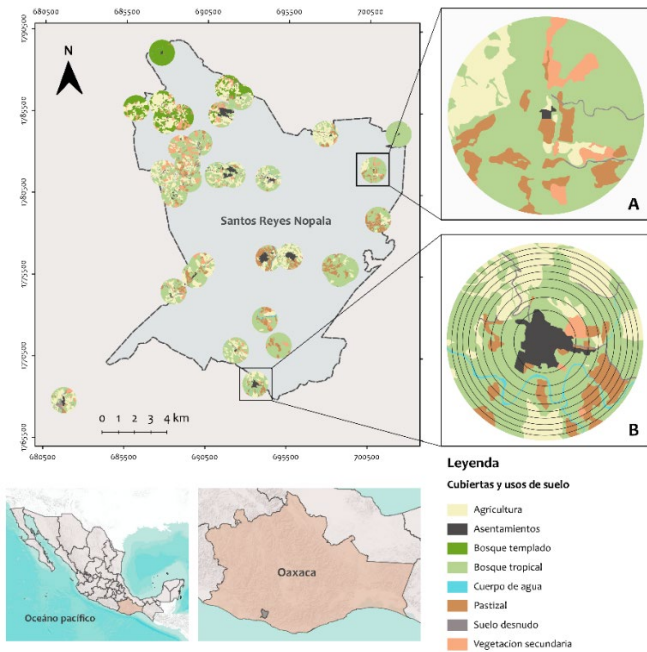 680500 685500 690500 695500 700500
1790500
N
1785500
1780500
Santos Reyes Nopala
1775500
1770500
0 1 2 3 4 km
1765500
680500 685500 690500 695500 700500
A
B
Leyenda
Cubiertas y usos de suelo
Agricultura
Asentamientos
Bosque templado
Bosque tropical
Cuerpo de agua
Pastizal
Suelo desnudo
Vegetacion secundaria
Oceáno pacífico
Oaxaca